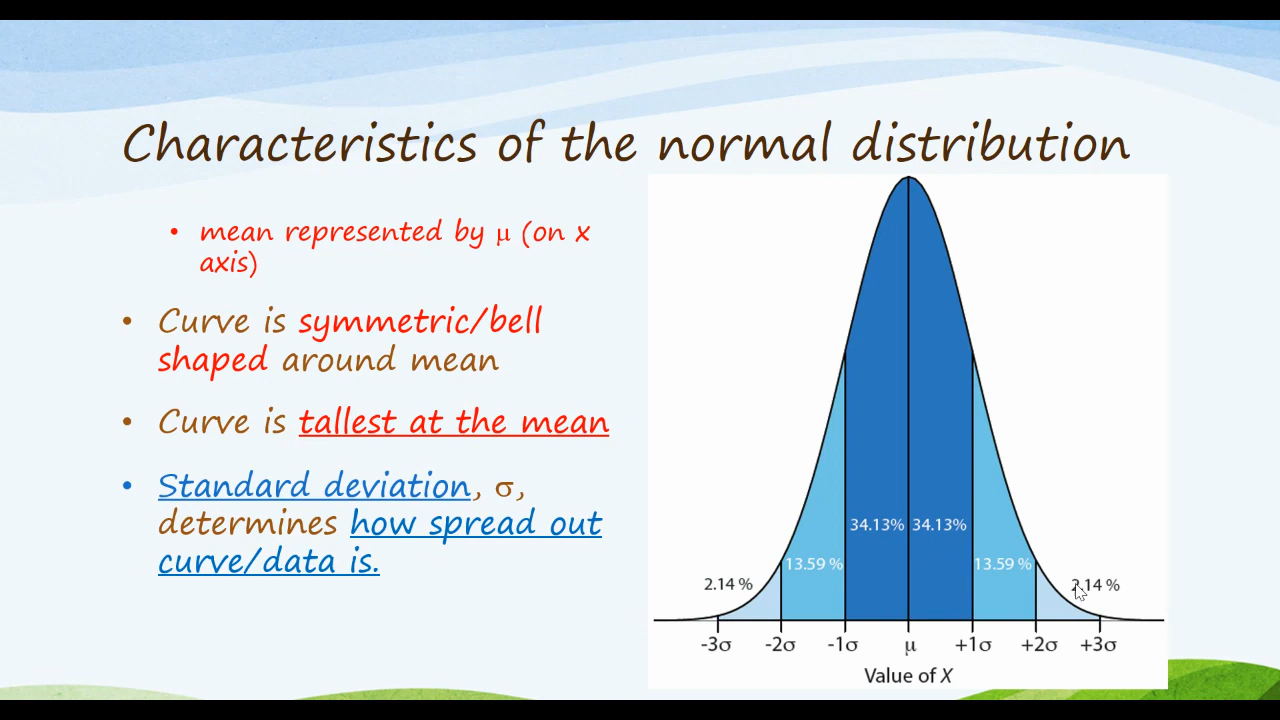 Characteristics of the normal distribution
• mean represented by μ (on x
axis)
• Curve is symmetric/bell
shaped around mean
• Curve is tallest at the mean
• Standard deviation, σ,
determines how spread out
curve/data is.
34.13% 34.13%
13.59 % 13.59 %
2.14 % 2.14 %
-3σ -2σ -1σ μ +1σ +2σ +3σ
Value of X